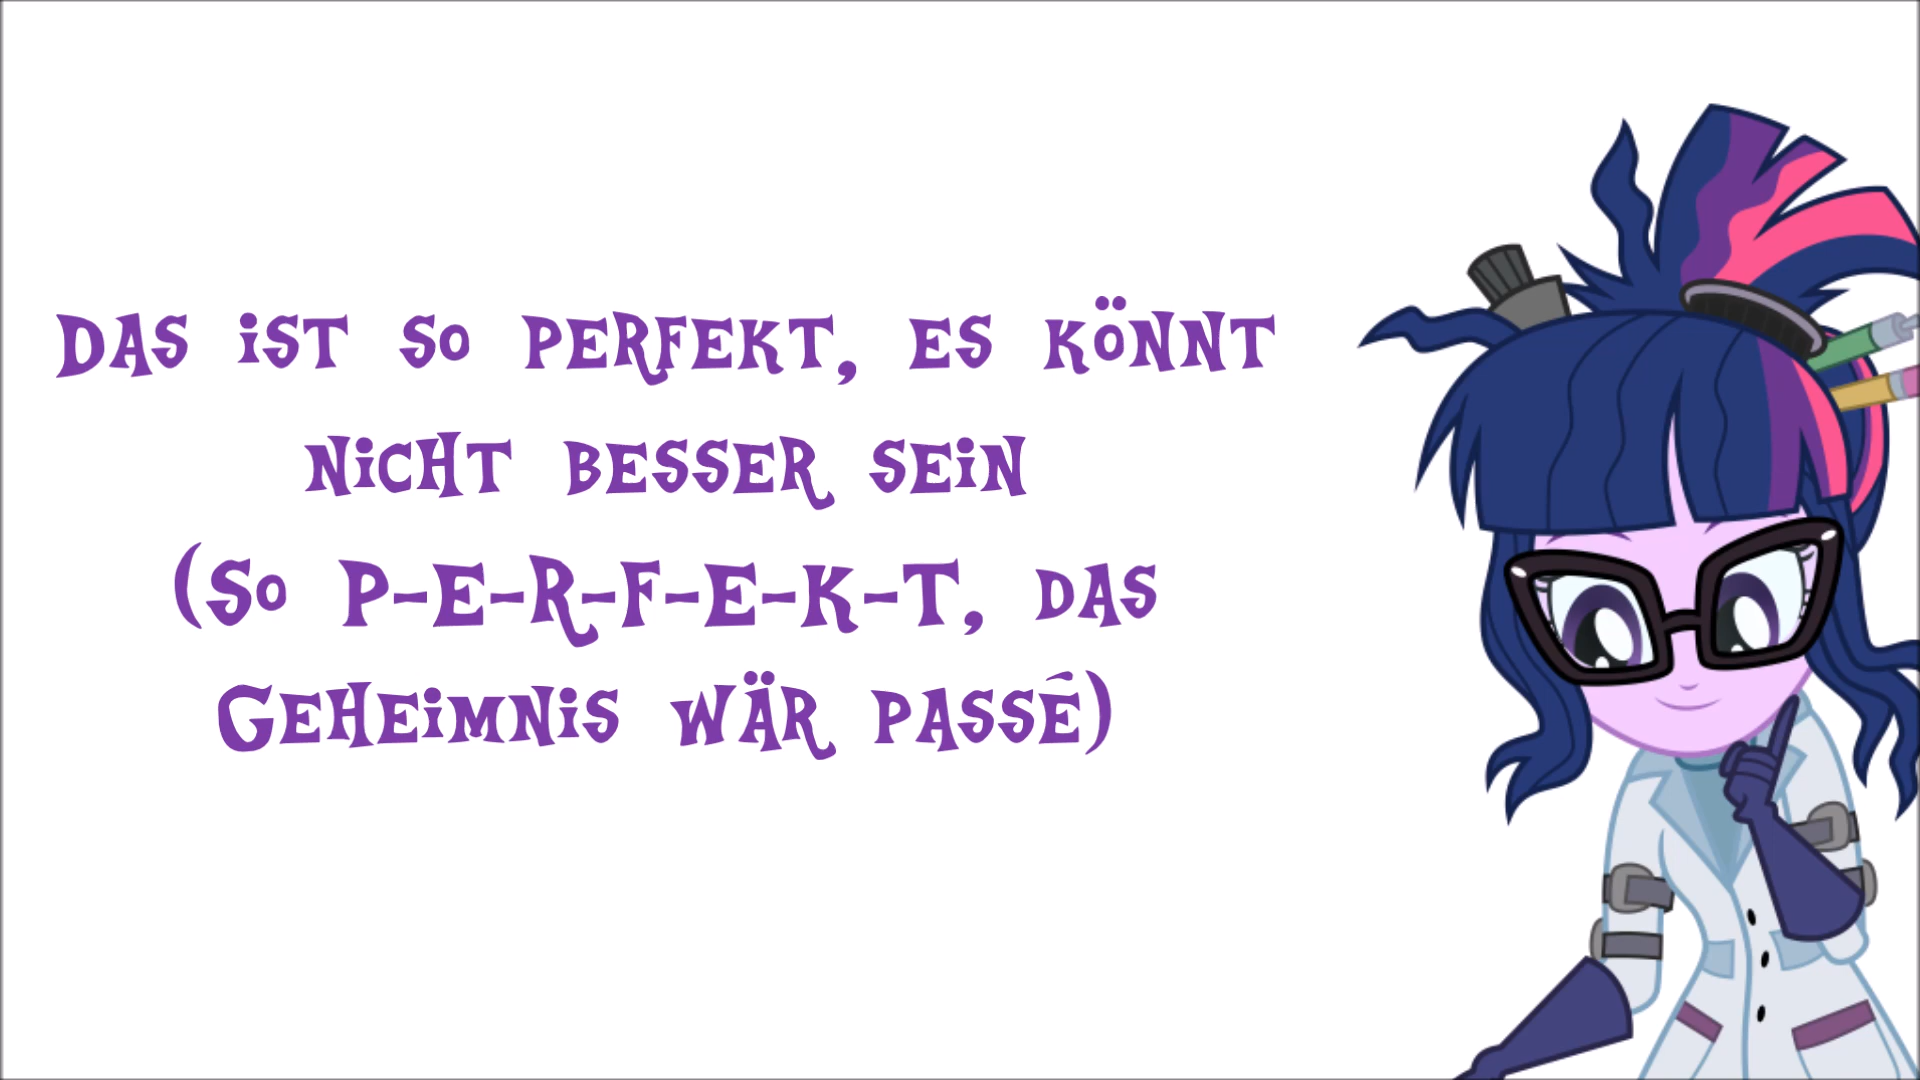 Das ist so perfekt, es könnt
nicht besser sein
(So P-E-R-F-E-K-T, das
Geheimnis wär passé)